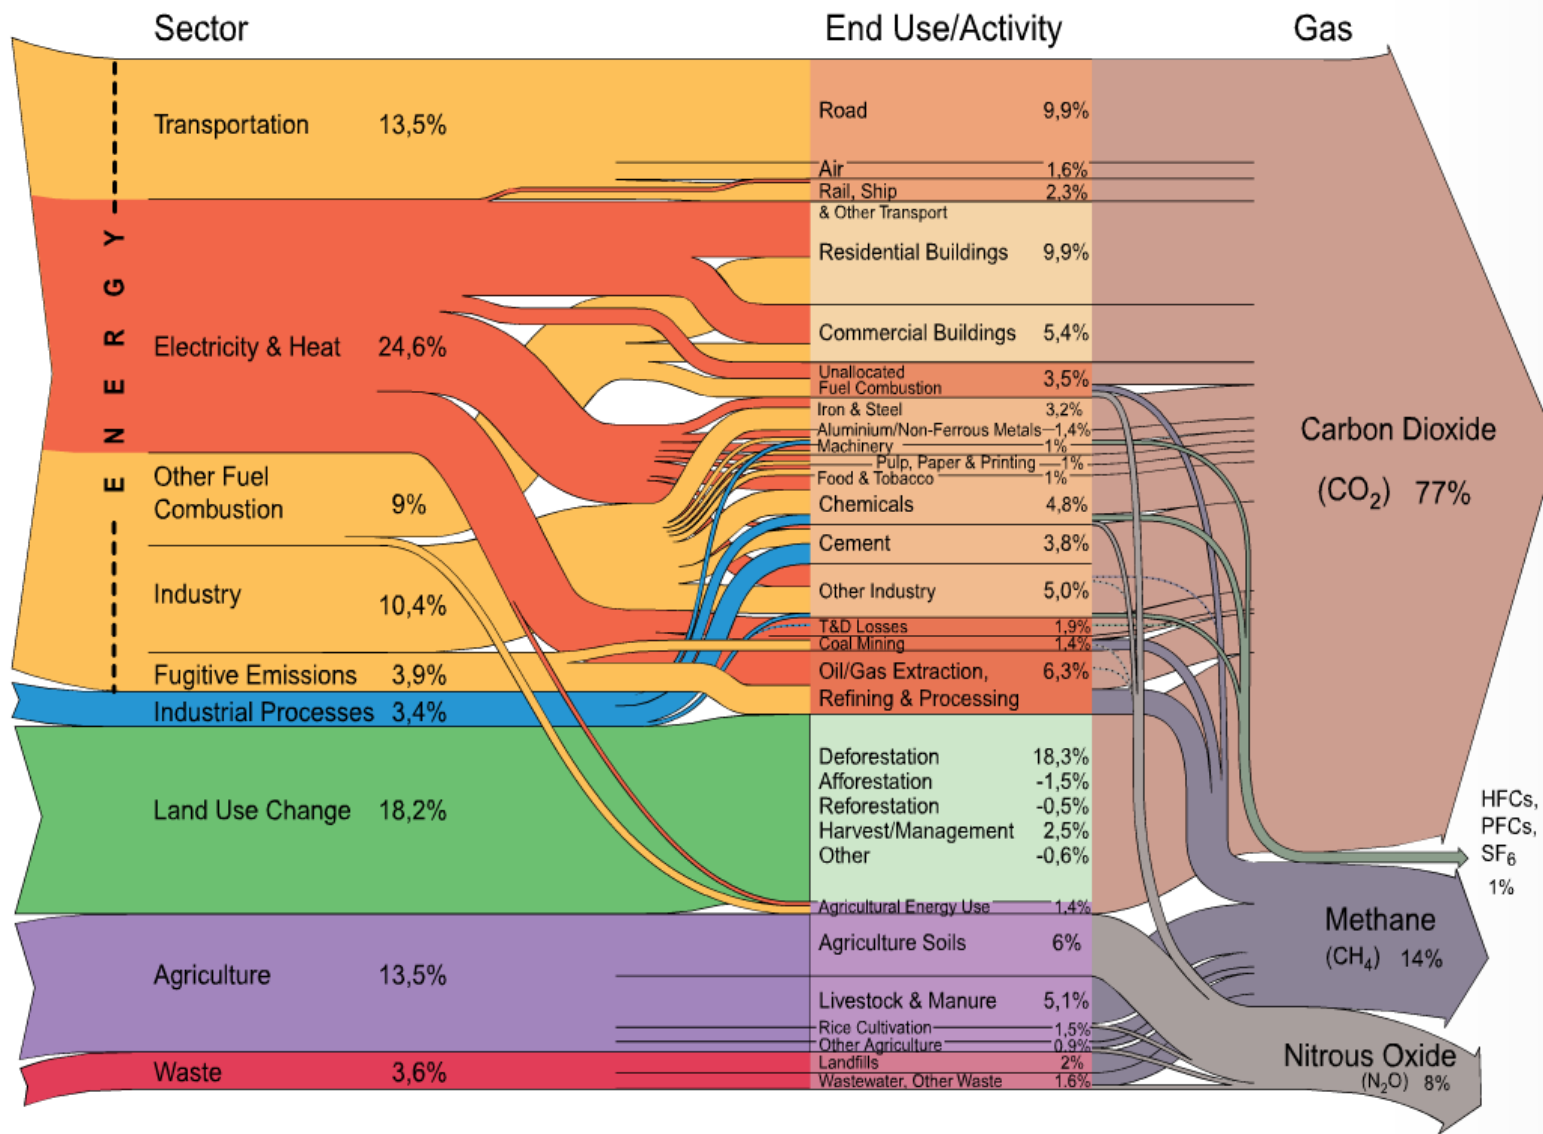 Sector
End Use/Activity
Gas
ENERGY
Transportation 13,5%
Electricity & Heat 24,6%
Other Fuel
Combustion 9%
Industry 10,4%
Fugitive Emissions 3,9%
Industrial Processes 3,4%
Land Use Change 18,2%
Agriculture 13,5%
Waste 3,6%
Road 9,9%
Air 1,6%
Rail, Ship 2,3%
& Other Transport
Residential Buildings 9,9%
Commercial Buildings 5,4%
Unallocated
Fuel Combustion 3,5%
Iron & Steel 3,2%
Aluminium/Non-Ferrous Metals 1,4%
Machinery 1%
Pulp, Paper & Printing 1%
Food & Tobacco 1%
Chemicals 4,8%
Cement 3,8%
Other Industry 5,0%
T&D Losses 1,9%
Coal Mining 1,4%
Oil/Gas Extraction, 6,3%
Refining & Processing
Deforestation 18,3%
Afforestation -1,5%
Reforestation -0,5%
Harvest/Management 2,5%
Other -0,6%
Agricultural Energy Use 1,4%
Agriculture Soils 6%
Livestock & Manure 5,1%
Rice Cultivation 1,5%
Other Agriculture 0,9%
Landfills 2%
Wastewater, Other Waste 1,6%
Carbon Dioxide
(CO₂) 77%
HFCs,
PFCs,
SF₆
1%
Methane
(CH₄) 14%
Nitrous Oxide
(N₂O) 8%